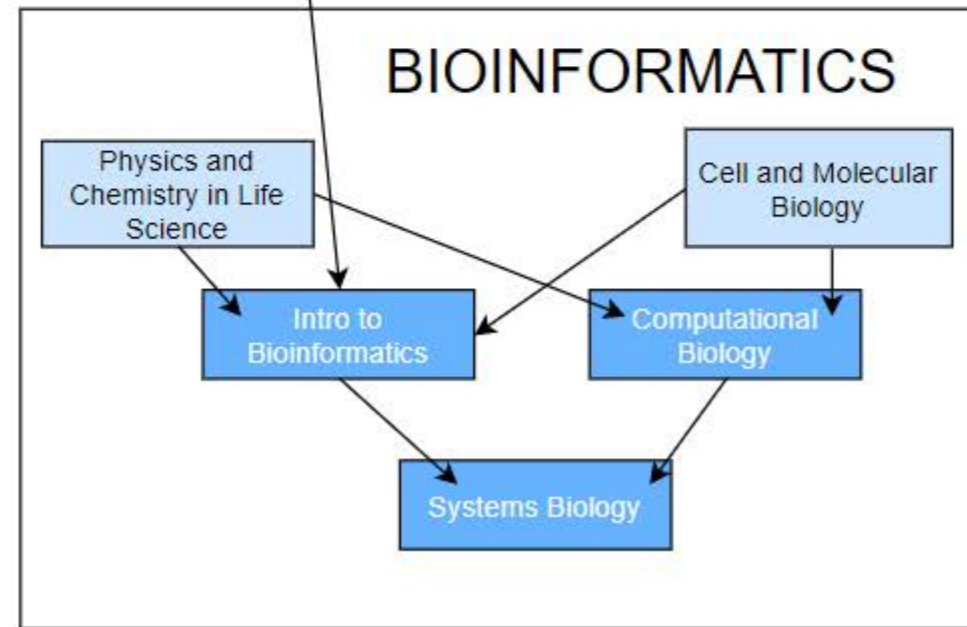 BIOINFORMATICS
Physics and
Chemistry in Life
Science
Cell and Molecular
Biology
Intro to
Bioinformatics
Computational
Biology
Systems Biology